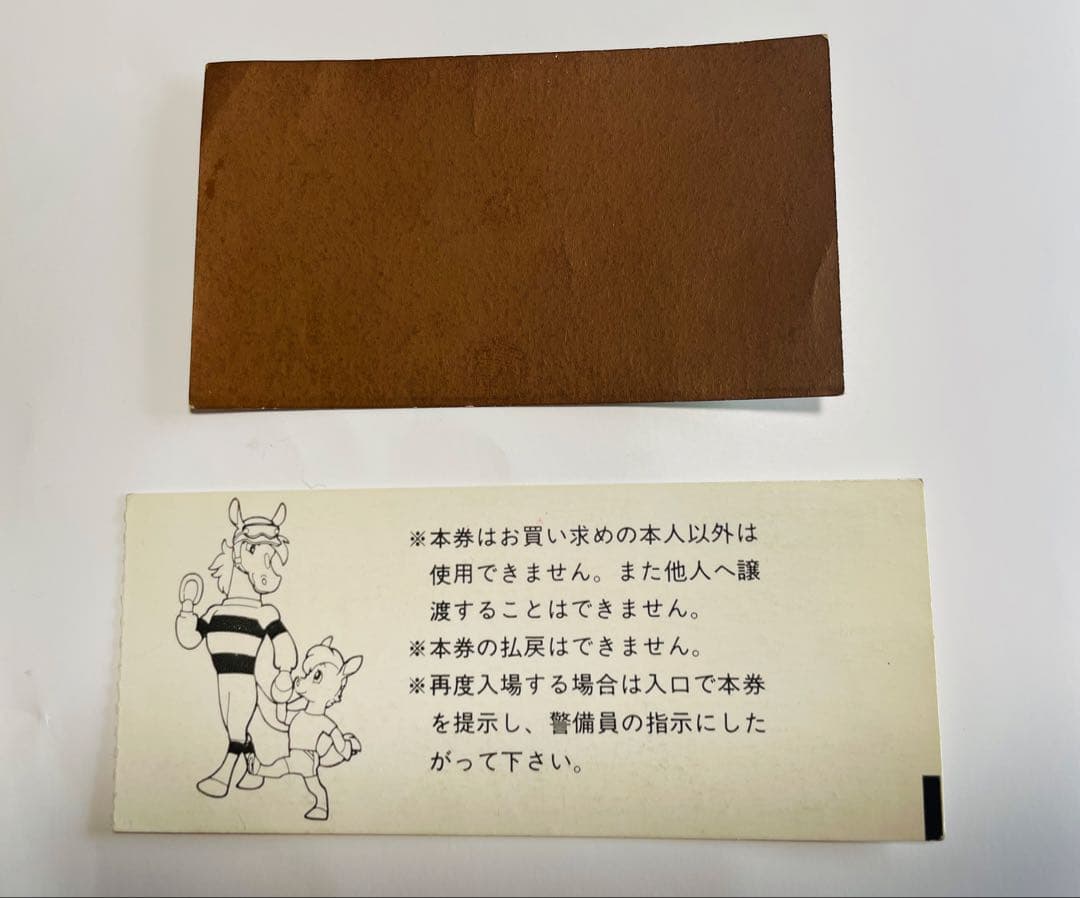 ※本券はお買い求めの本人以外は
使用できません。また他人へ譲
渡することはできません。
※本券の払戻はできません。
※再度入場する場合は入口で本券
を提示し、警備員の指示にした
がって下さい。